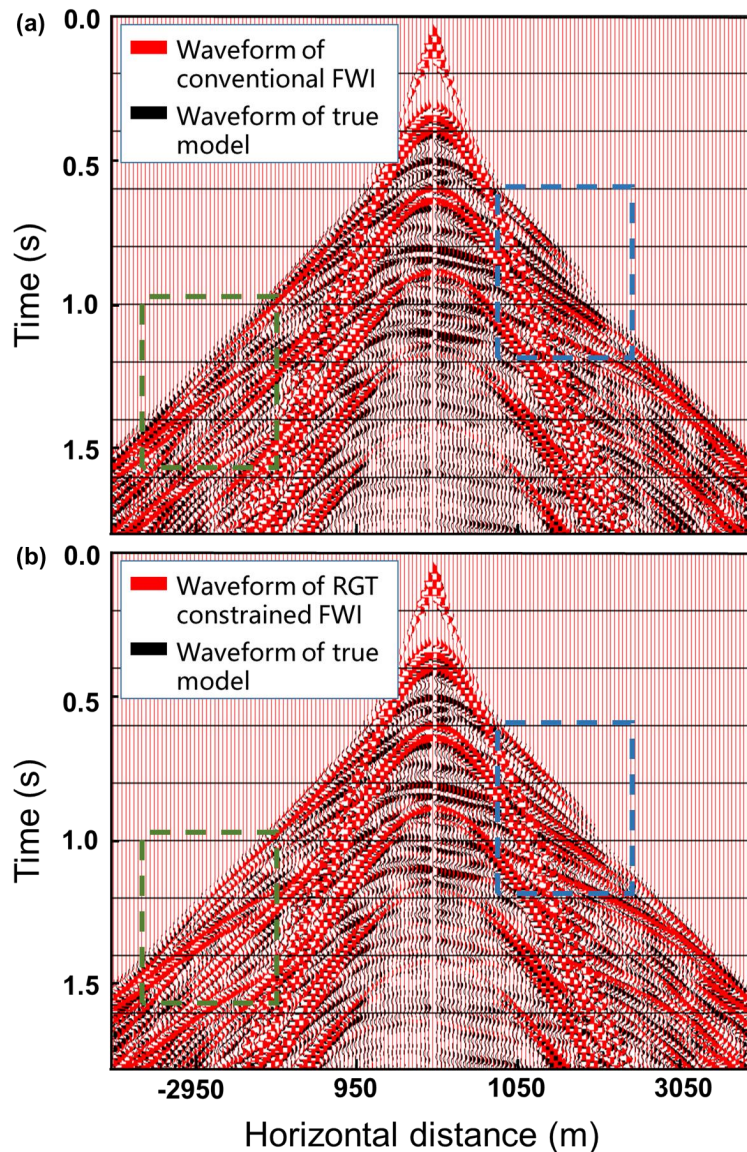 (a)
0.0
Waveform of
conventional FWI
Waveform of true
model
0.5
1.0
1.5
Time (s)
(b)
0.0
Waveform of RGT
constrained FWI
Waveform of true
model
0.5
1.0
1.5
Time (s)
-2950
950
1050
3050
Horizontal distance (m)